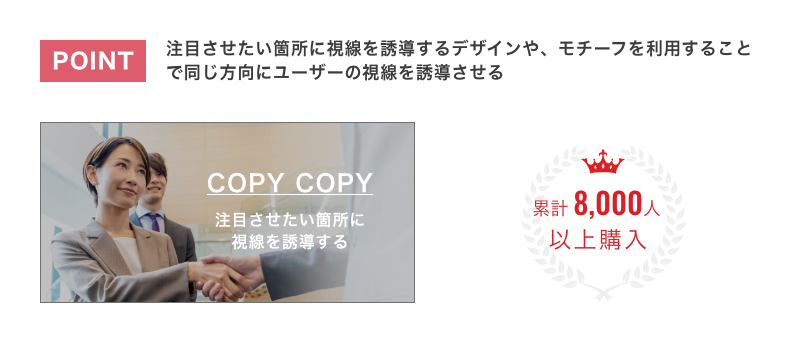 POINT
注目させたい箇所に視線を誘導するデザインや、モチーフを利用すること
で同じ方向にユーザーの視線を誘導させる
COPY COPY
注目させたい箇所に
視線を誘導する
累計 8,000人
以上購入